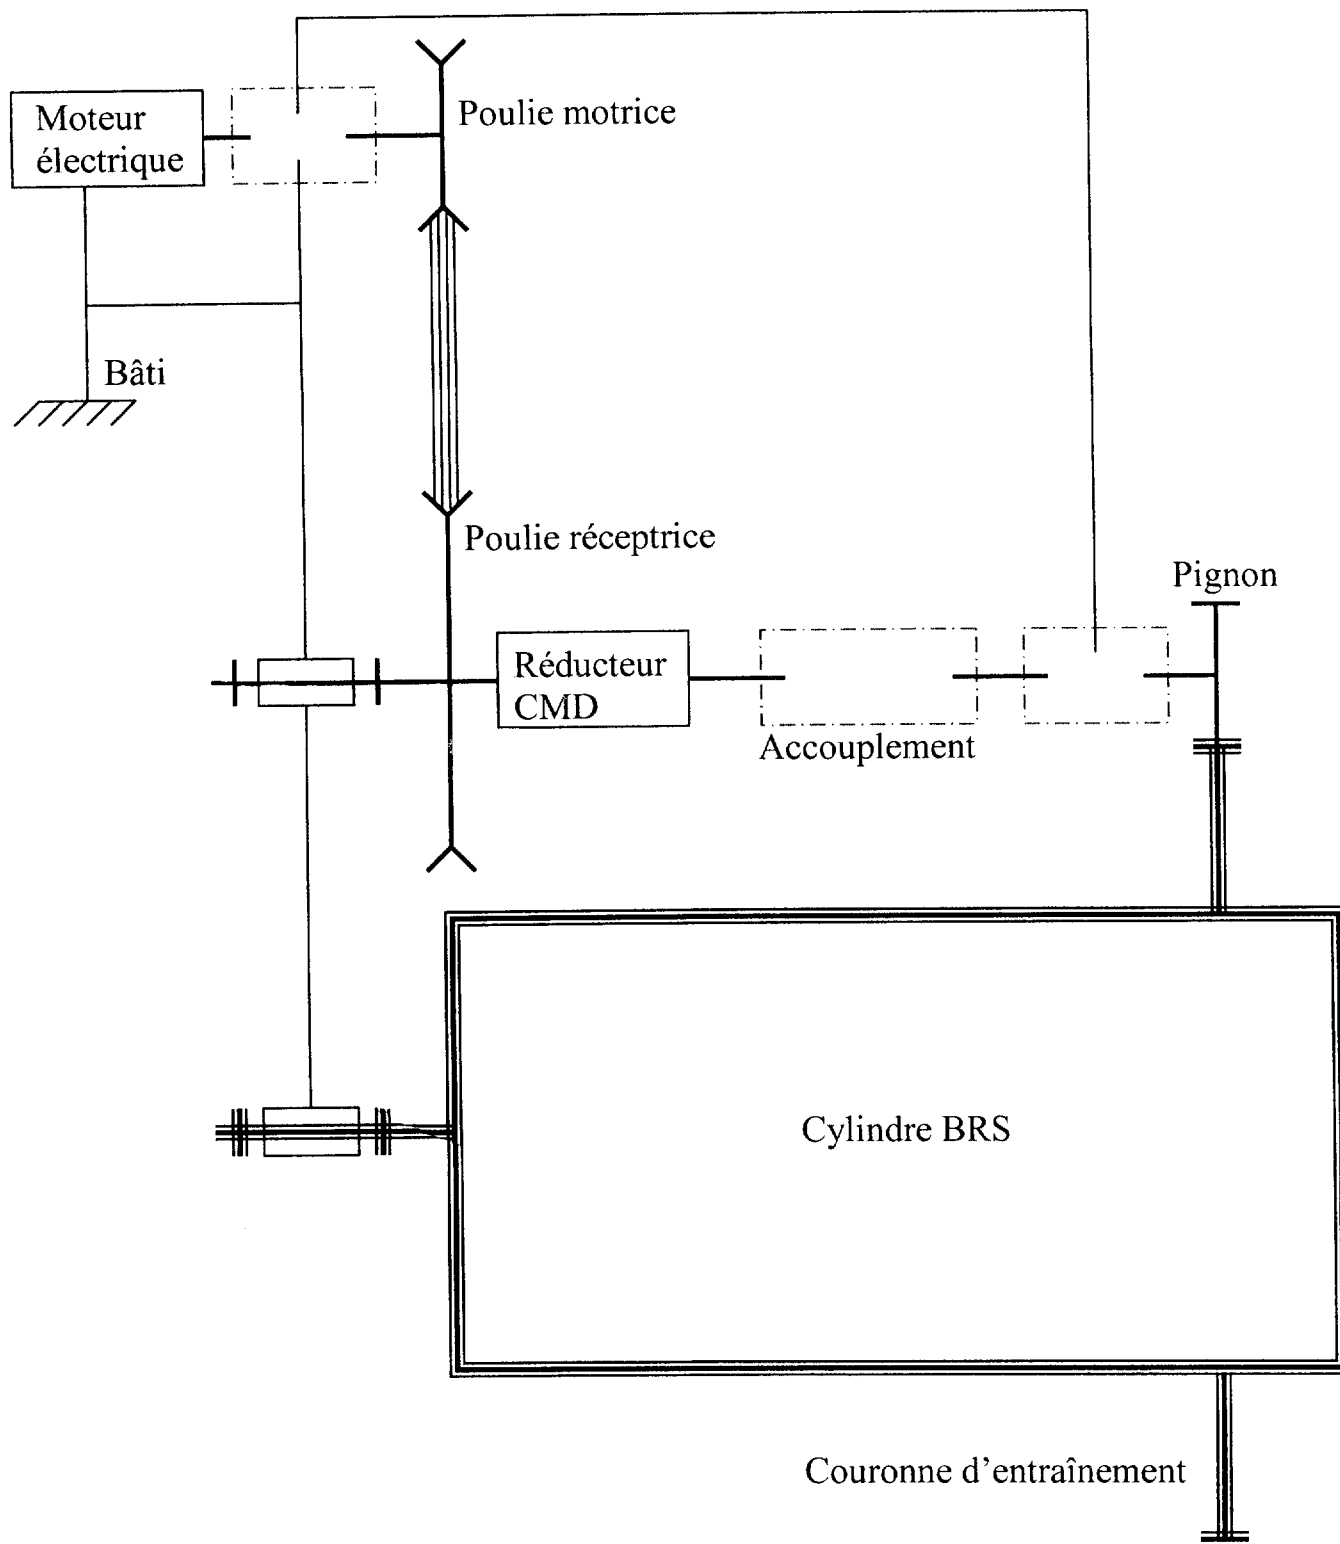 Moteur
électrique
Poulie motrice
Bâti
Poulie réceptrice
Pignon
Réducteur
CMD
Accouplement
Cylindre BRS
Couronne d'entraînement